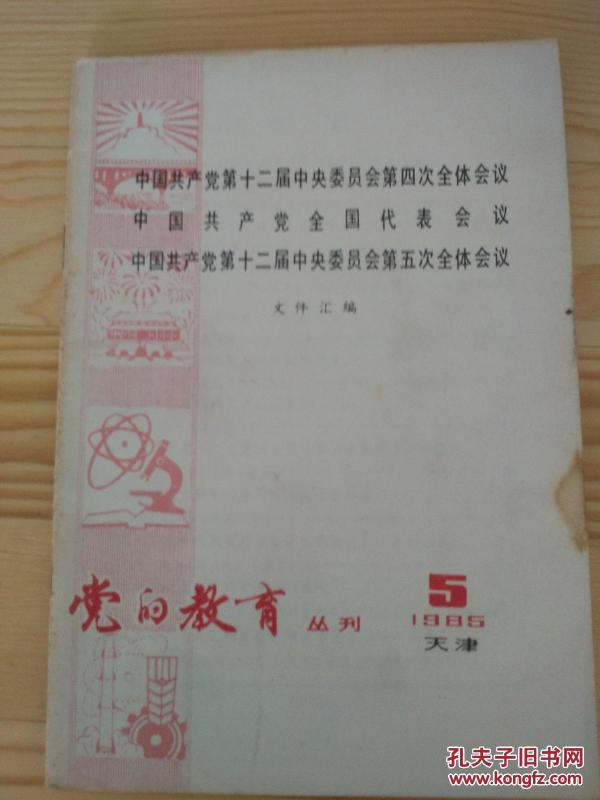 中国共产党第十二届中央委员会第四次全体会议
中国共产党全国代表会议
中国共产党第十二届中央委员会第五次全体会议
文件汇编
党的教育 丛刊
5
1985
天津
孔夫子旧书网
www.kongfz.com